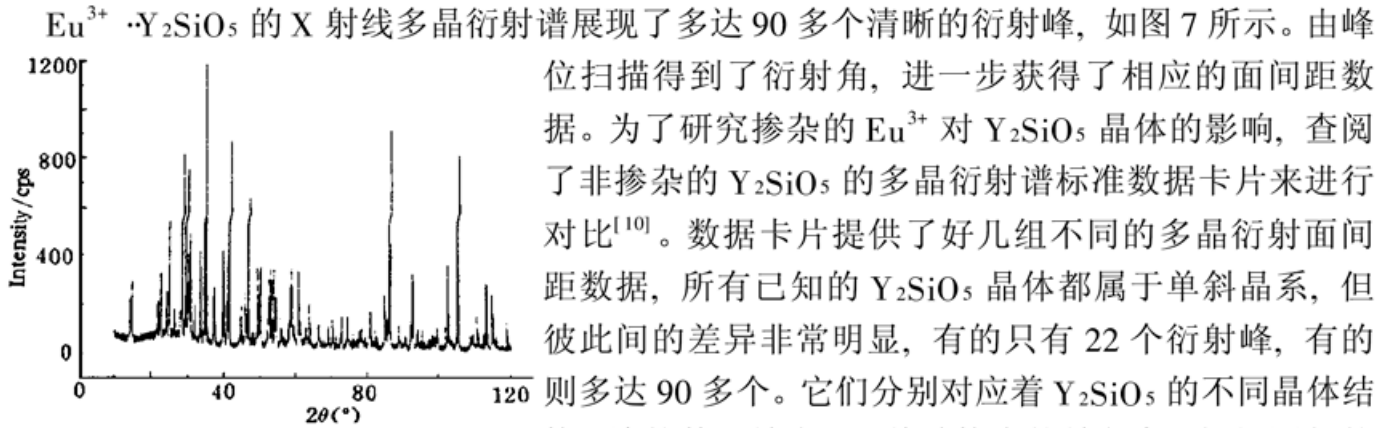 Eu³⁺ ··Y₂SiO₅ 的 X 射线多晶衍射谱展现了多达 90 多个清晰的衍射峰, 如图 7 所示。由峰
位扫描得到了衍射角, 进一步获得了相应的面间距数
据。为了研究掺杂的 Eu³⁺ 对 Y₂SiO₅ 晶体的影响, 查阅
了非掺杂的 Y₂SiO₅ 的多晶衍射谱标准数据卡片来进行
对比[10]。数据卡片提供了好几组不同的多晶衍射面间
距数据, 所有已知的 Y₂SiO₅ 晶体都属于单斜晶系, 但
彼此间的差异非常明显, 有的只有 22 个衍射峰, 有的
则多达 90 多个。它们分别对应着 Y₂SiO₅ 的不同晶体结
1200
800
400
0
Intensity/cps
0 40 80 120
2θ(°)